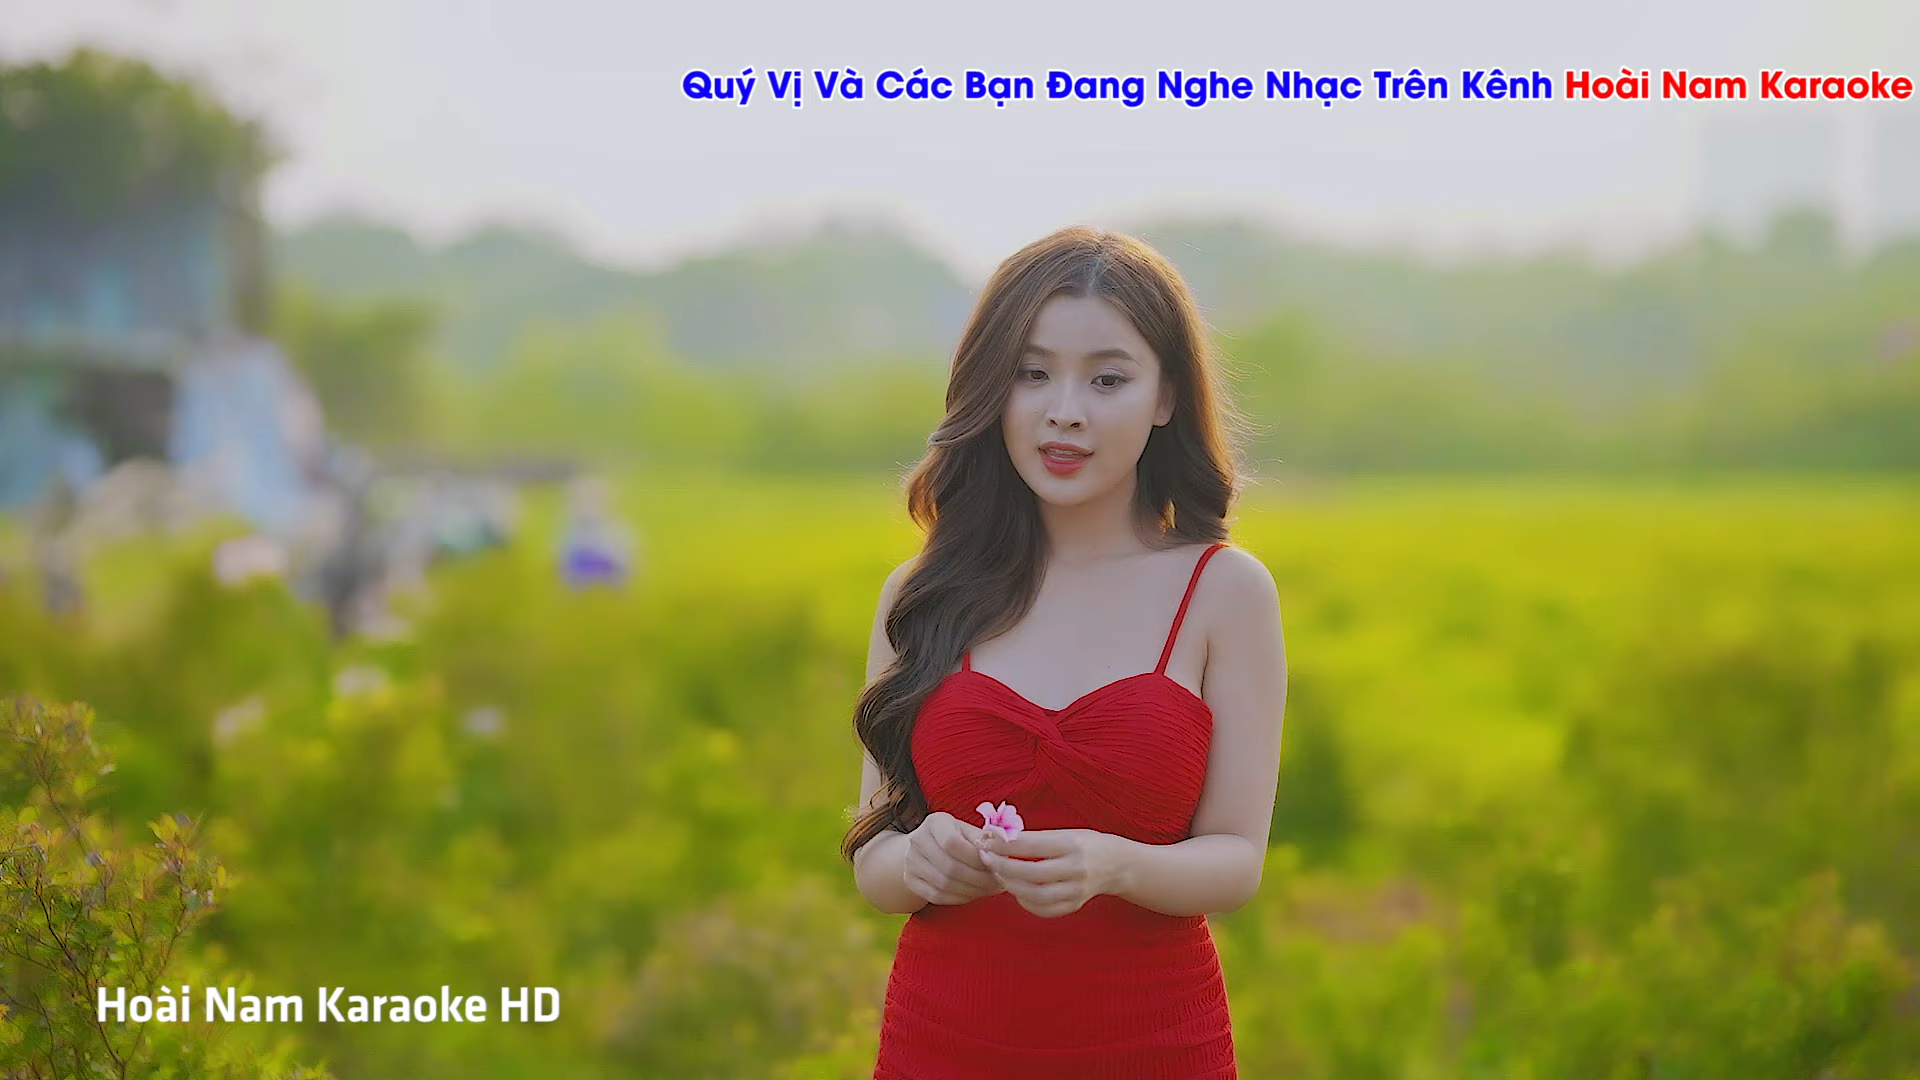 Quý Vị Và Các Bạn Đang Nghe Nhạc Trên Kênh Hoài Nam Karaoke
Hoài Nam Karaoke HD